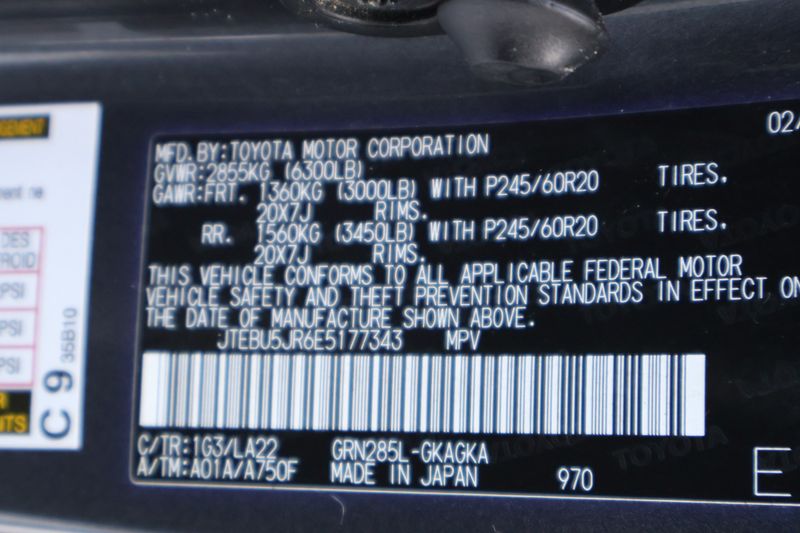 02/
MFD.BY:TOYOTA MOTOR CORPORATION
GVWR:2855KG (6300LB)
GAWR:FRT. 1360KG (3000LB) WITH P245/60R20 TIRES.
20X7J RIMS.
RR. 1560KG (3450LB) WITH P245/60R20 TIRES.
20X7J RIMS.
THIS VEHICLE CONFORMS TO ALL APPLICABLE FEDERAL MOTOR
VEHICLE SAFETY AND THEFT PREVENTION STANDARDS IN EFFECT ON
THE DATE OF MANUFACTURE SHOWN ABOVE.
JTEBU5JR6E5177343 MPV
C/TR:1G3/LA22 GRN285L-GKAGKA
A/TM:A01A/A750F MADE IN JAPAN 970 E
DES
PSI
PSI
PSI
C9
35B10